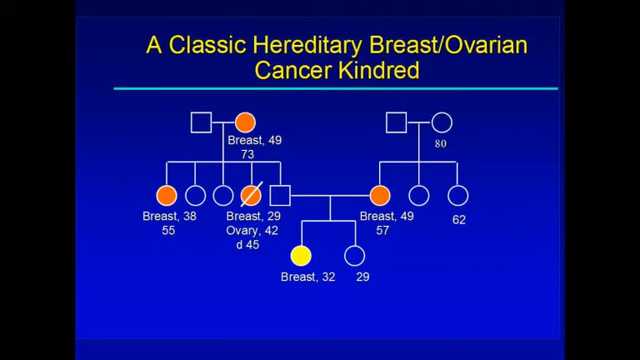 A Classic Hereditary Breast/Ovarian
Cancer Kindred
Breast, 49
73
80
Breast, 38
55
Breast, 29
Ovary, 42
d 45
Breast, 49
57
62
Breast, 32
29